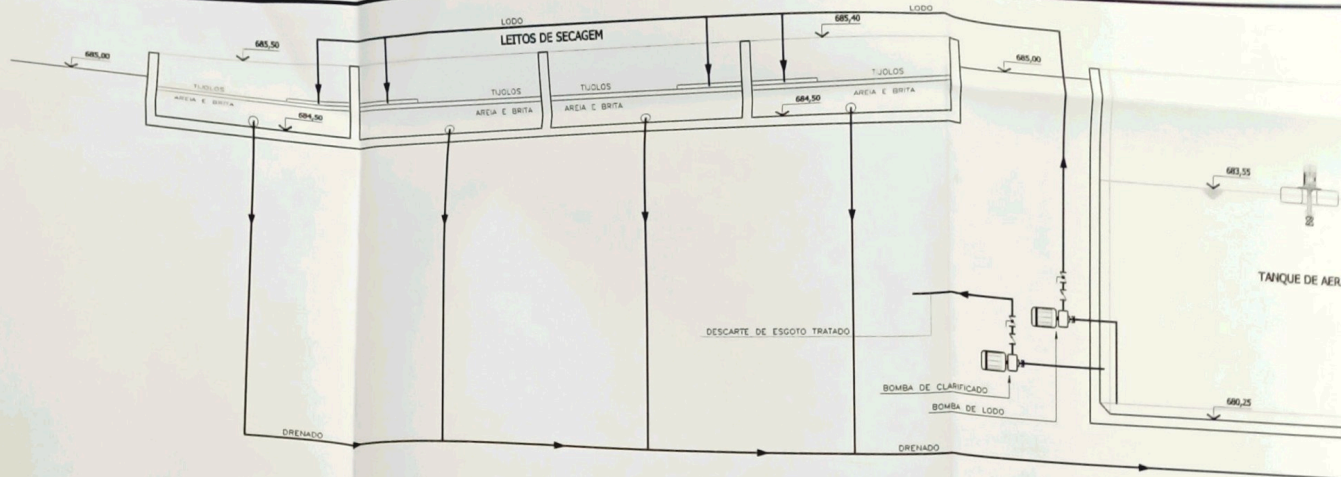 LODO
LODO
685,40
685,50
685,00
LEITOS DE SECAGEM
685,00
TIJOLOS
AREIA E BRITA
684,50
TIJOLOS
AREIA E BRITA
TIJOLOS
AREIA E BRITA
TIJOLOS
AREIA E BRITA
684,50
683,55
TANQUE DE AER
DESCARTE DE ESGOTO TRATADO
BOMBA DE CLARIFICADO
BOMBA DE LODO
680,25
DRENADO
DRENADO